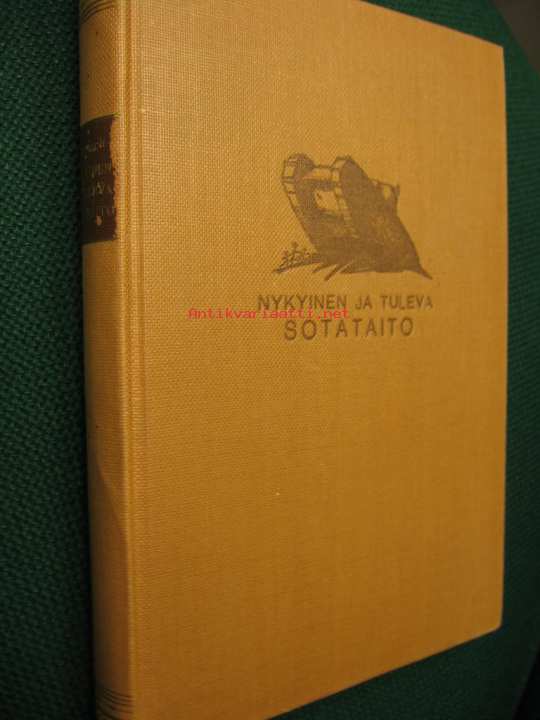 NYKYINEN JA TULEVA
Antikvariaatti.net
SOTATAITO